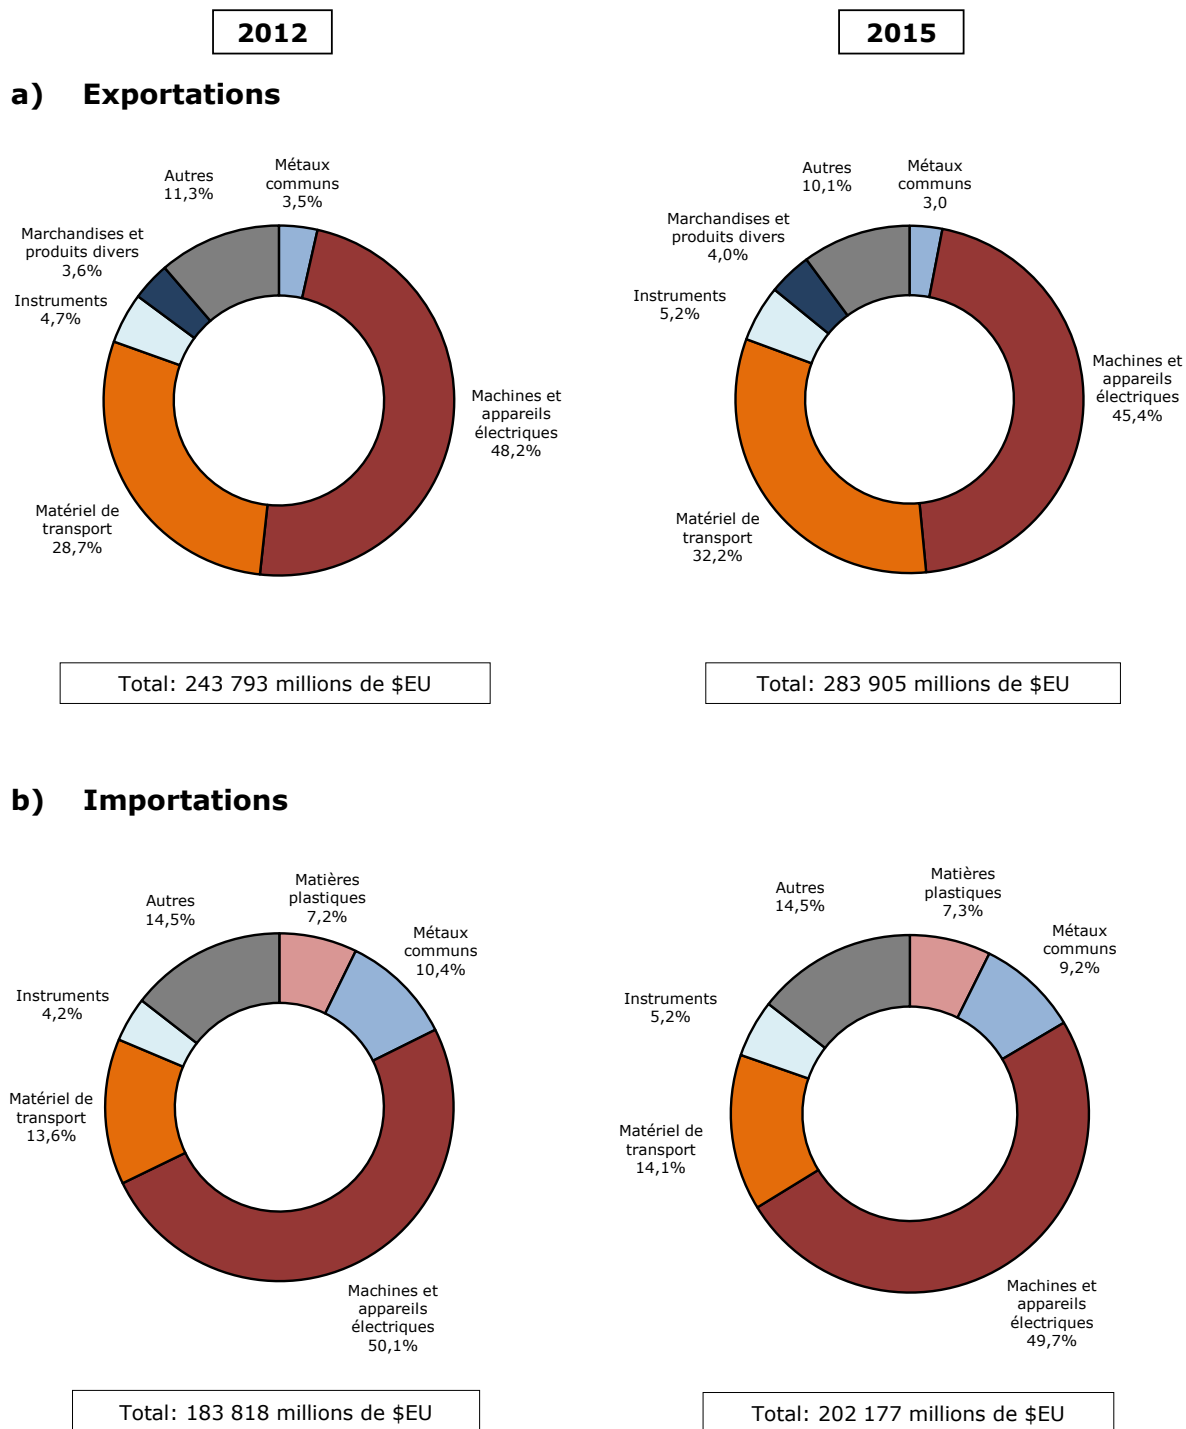 2012
2015
a) Exportations
Autres
11,3%
Métaux
communs
3,5%
Marchandises et
produits divers
3,6%
Instruments
4,7%
Machines et
appareils
électriques
48,2%
Matériel de
transport
28,7%
Total: 243 793 millions de $EU
Autres
10,1%
Métaux
communs
3,0
Marchandises et
produits divers
4,0%
Instruments
5,2%
Machines et
appareils
électriques
45,4%
Matériel de
transport
32,2%
Total: 283 905 millions de $EU
b) Importations
Autres
14,5%
Matières
plastiques
7,2%
Métaux
communs
10,4%
Instruments
4,2%
Matériel de
transport
13,6%
Machines et
appareils
électriques
50,1%
Total: 183 818 millions de $EU
Autres
14,5%
Matières
plastiques
7,3%
Métaux
communs
9,2%
Instruments
5,2%
Matériel de
transport
14,1%
Machines et
appareils
électriques
49,7%
Total: 202 177 millions de $EU